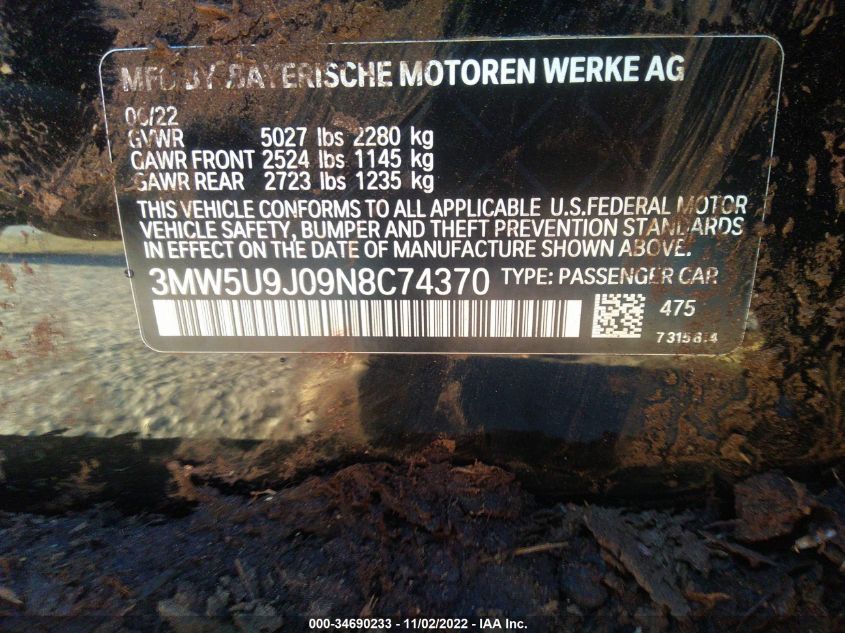 MFD BY BAYERISCHE MOTOREN WERKE AG
GVWR 5027 lbs 2280 kg
GAWR FRONT 2524 lbs 1145 kg
GAWR REAR 2723 lbs 1235 kg
THIS VEHICLE CONFORMS TO ALL APPLICABLE U.S.FEDERAL MOTOR
VEHICLE SAFETY, BUMPER AND THEFT PREVENTION STANDARDS
IN EFFECT ON THE DATE OF MANUFACTURE SHOWN ABOVE.
3MW5U9J09N8C74370 TYPE: PASSENGER CAR
475
000-34690233 - 11/02/2022 - IAA Inc.